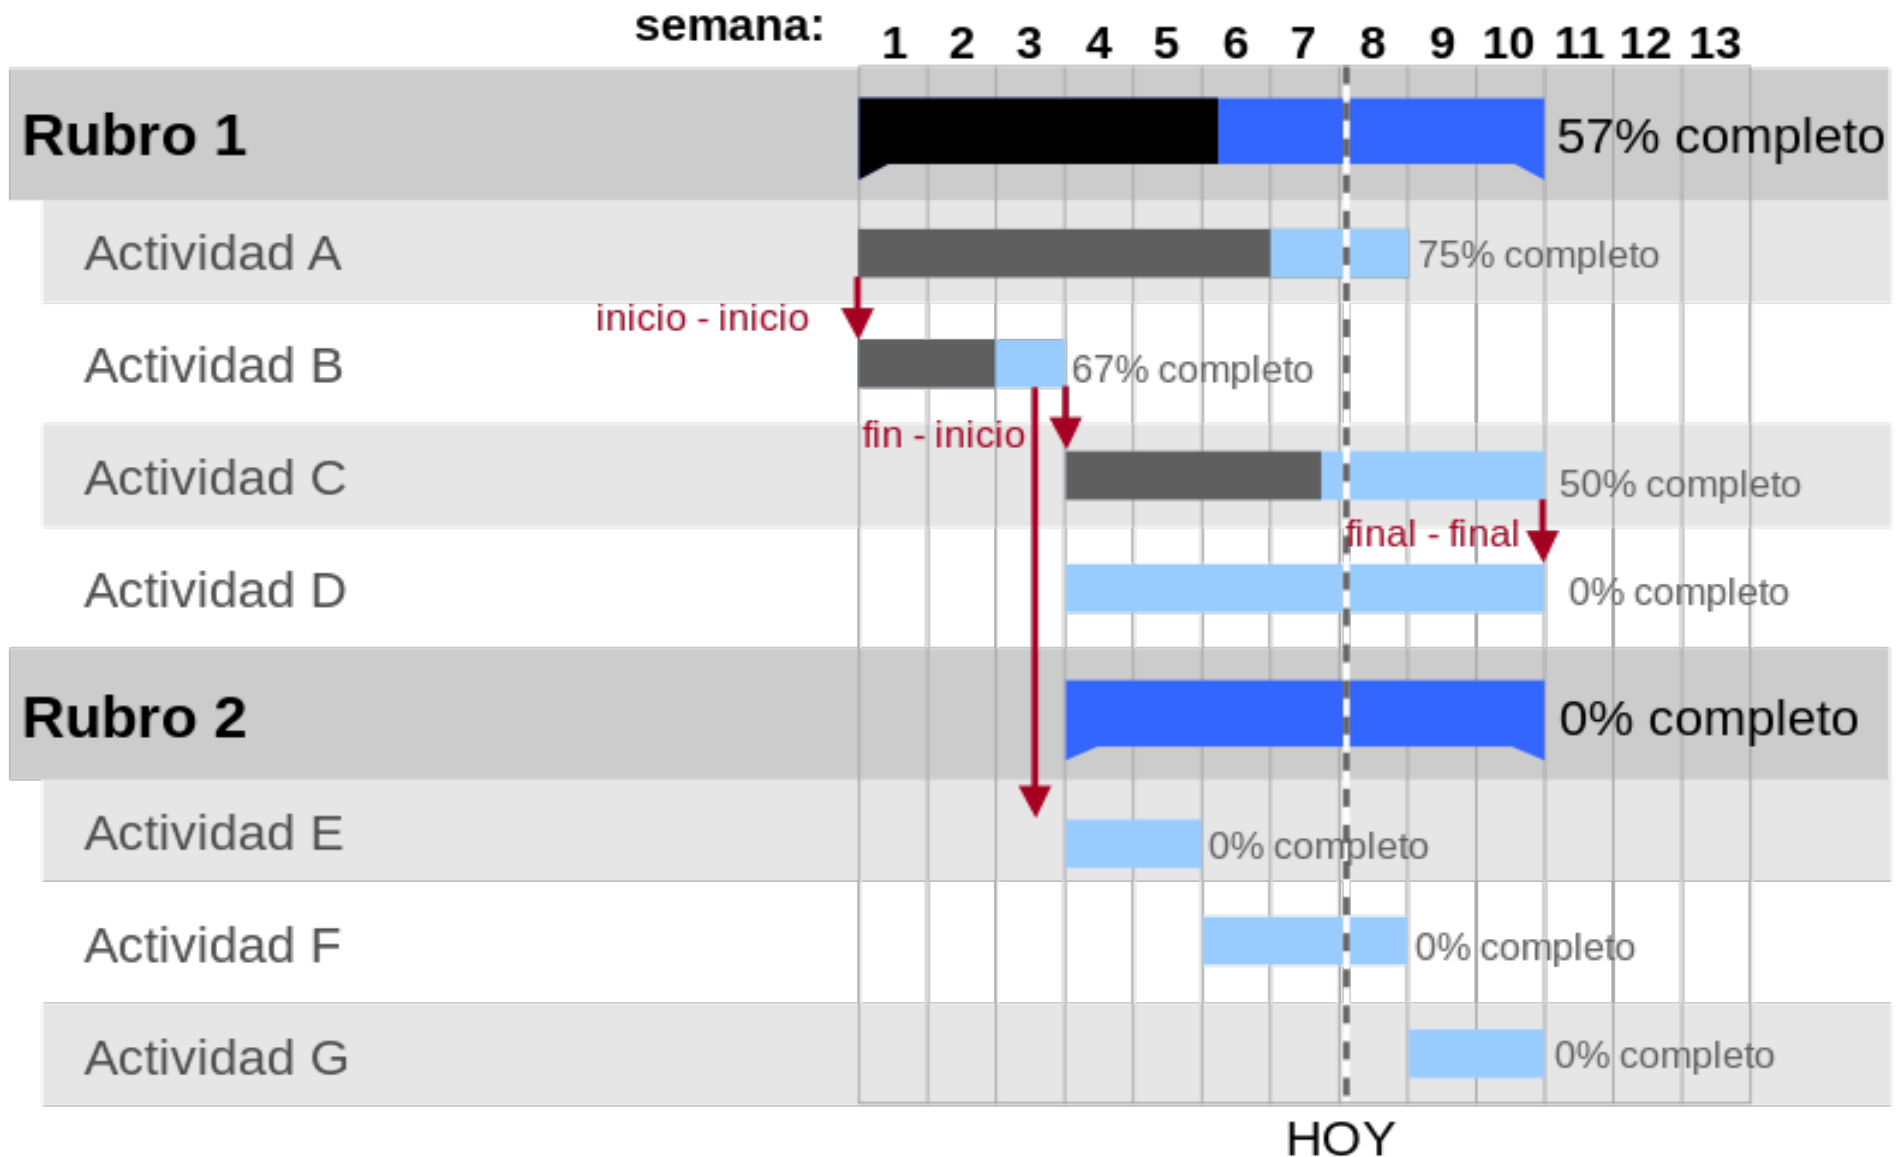 semana:
1 2 3 4 5 6 7 8 9 10 11 12 13
Rubro 1 57% completo
Actividad A 75% completo
inicio - inicio
Actividad B 67% completo
fin - inicio
Actividad C 50% completo
final - final
Actividad D 0% completo
Rubro 2 0% completo
Actividad E 0% completo
Actividad F 0% completo
Actividad G 0% completo
HOY